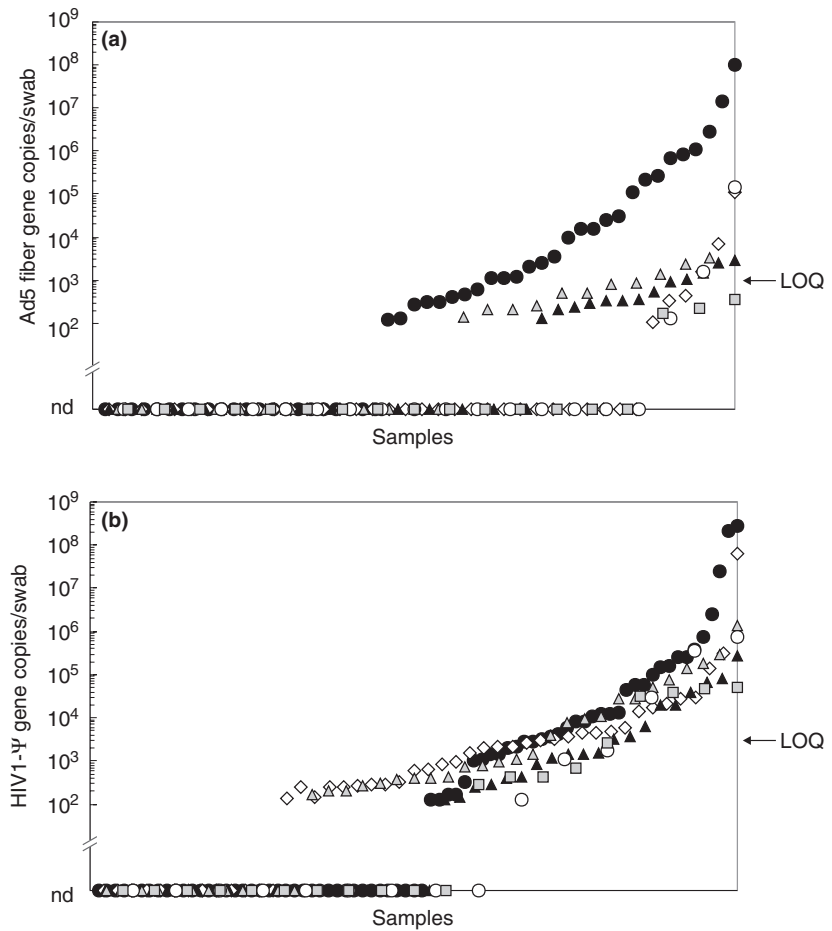 (a)
Ad5 fiber gene copies/swab
10⁹
10⁸
10⁷
10⁶
10⁵
10⁴
10³
10²
nd
LOQ
Samples
(b)
HIV1-Ψ gene copies/swab
10⁹
10⁸
10⁷
10⁶
10⁵
10⁴
10³
10²
nd
LOQ
Samples